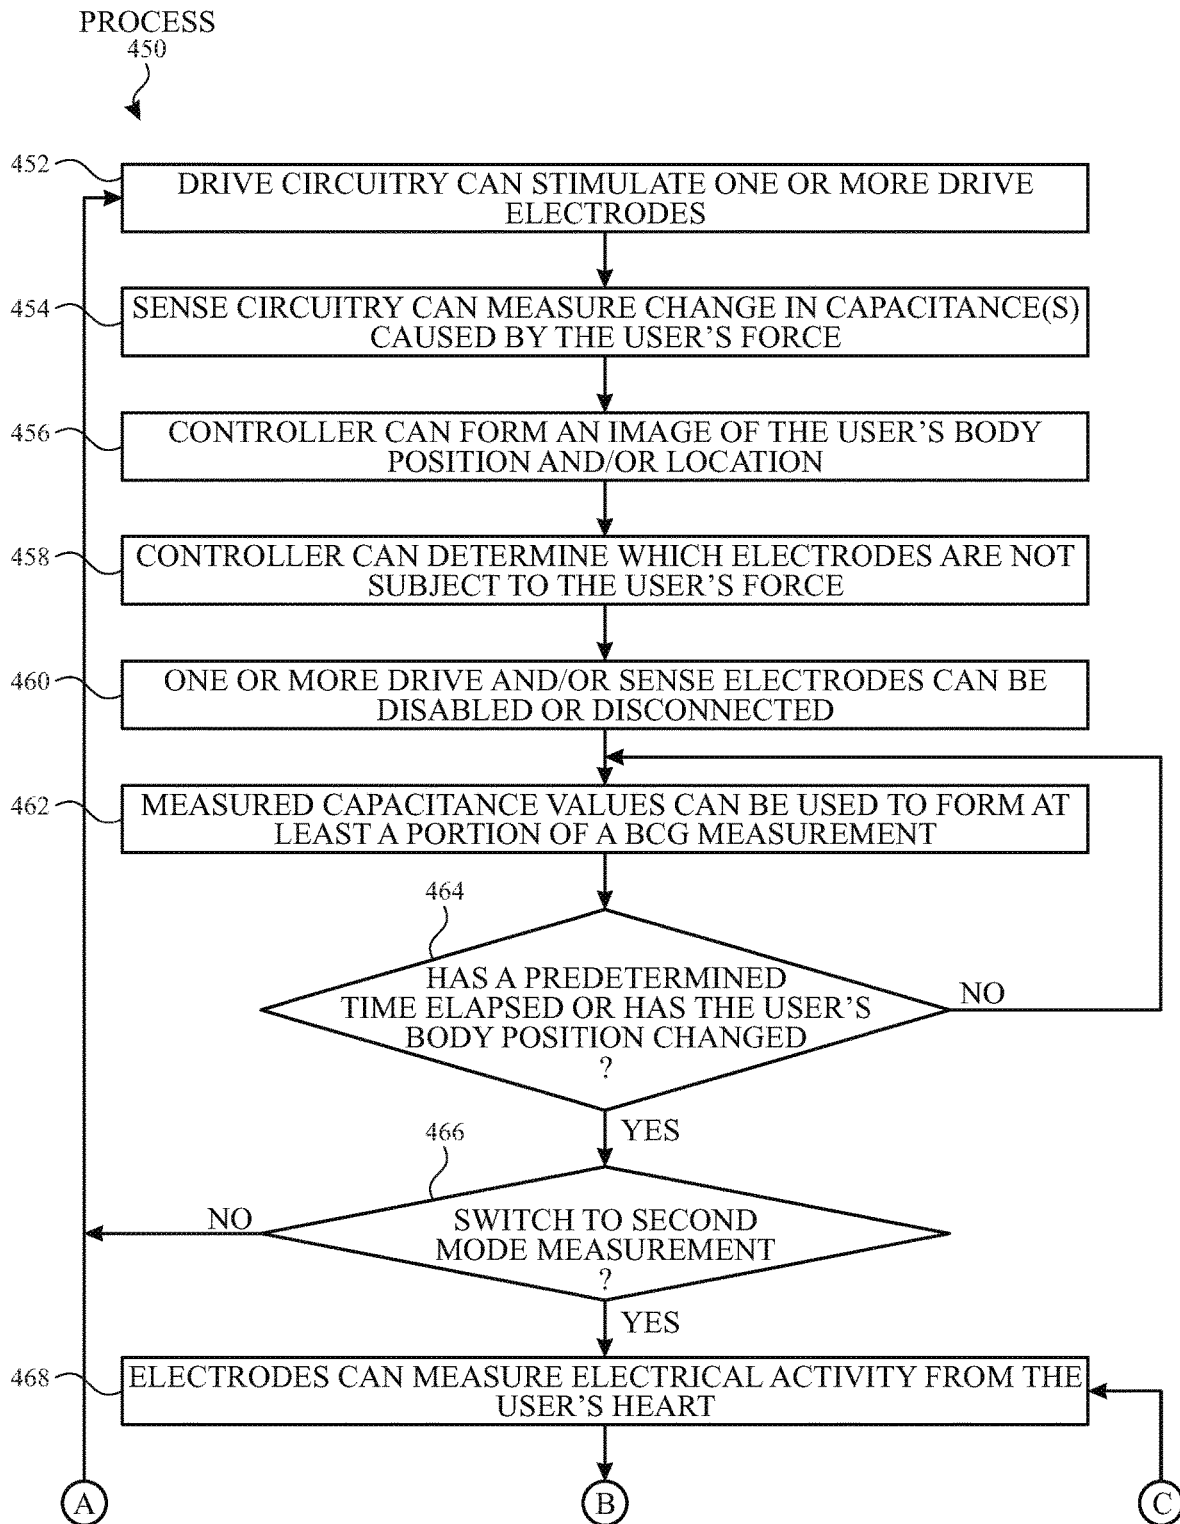 PROCESS
450
452
DRIVE CIRCUITRY CAN STIMULATE ONE OR MORE DRIVE
ELECTRODES
454
SENSE CIRCUITRY CAN MEASURE CHANGE IN CAPACITANCE(S)
CAUSED BY THE USER'S FORCE
456
CONTROLLER CAN FORM AN IMAGE OF THE USER'S BODY
POSITION AND/OR LOCATION
458
CONTROLLER CAN DETERMINE WHICH ELECTRODES ARE NOT
SUBJECT TO THE USER'S FORCE
460
ONE OR MORE DRIVE AND/OR SENSE ELECTRODES CAN BE
DISABLED OR DISCONNECTED
462
MEASURED CAPACITANCE VALUES CAN BE USED TO FORM AT
LEAST A PORTION OF A BCG MEASUREMENT
464
HAS A PREDETERMINED
TIME ELAPSED OR HAS THE USER'S
BODY POSITION CHANGED
?
NO
YES
466
NO
SWITCH TO SECOND
MODE MEASUREMENT
?
YES
468
ELECTRODES CAN MEASURE ELECTRICAL ACTIVITY FROM THE
USER'S HEART
A
B
C